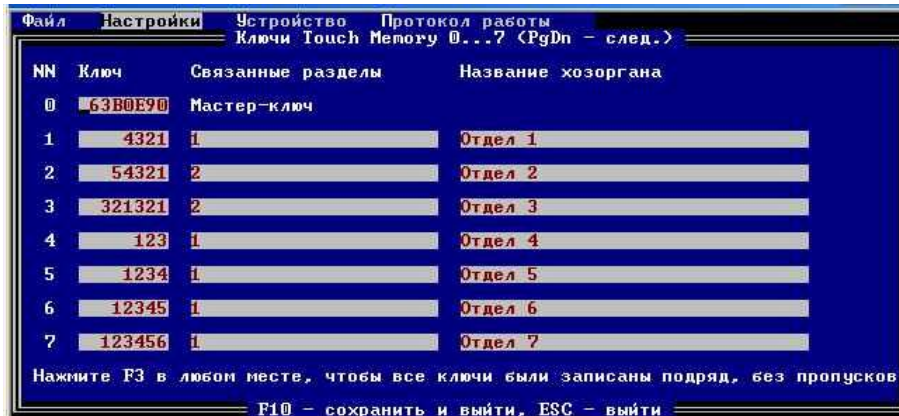 Файл Настройки Устройство Протокол работы
Ключи Touch Memory 0...7 (PgDn - след.)
NN Ключ Связанные разделы Название хозоргана
0 63B0E90 Мастер-ключ
1 4321 1 Отдел 1
2 54321 2 Отдел 2
3 321321 2 Отдел 3
4 123 1 Отдел 4
5 1234 1 Отдел 5
6 12345 1 Отдел 6
7 123456 1 Отдел 7
Нажмите F3 в любом месте, чтобы все ключи были записаны подряд, без пропусков
F10 - сохранить и выйти, ESC - выйти